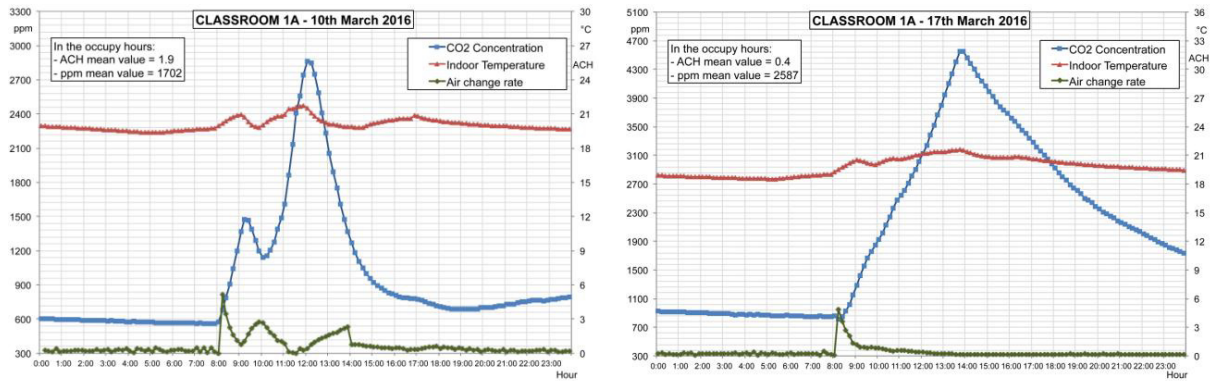 CLASSROOM 1A - 10th March 2016
ppm
°C
ACH
In the occupy hours:
- ACH mean value = 1.9
- ppm mean value = 1702
CO2 Concentration
Indoor Temperature
Air change rate
3300
3000
2700
2400
2100
1800
1500
1200
900
600
300
30
27
24
21
18
15
12
9
6
3
0
0:00 1:00 2:00 3:00 4:00 5:00 6:00 7:00 8:00 9:00 10:00 11:00 12:00 13:00 14:00 15:00 16:00 17:00 18:00 19:00 20:00 21:00 22:00 23:00
Hour
CLASSROOM 1A - 17th March 2016
ppm
°C
ACH
In the occupy hours:
- ACH mean value = 0.4
- ppm mean value = 2587
CO2 Concentration
Indoor Temperature
Air change rate
5100
4700
4300
3900
3500
3100
2700
2300
1900
1500
1100
700
300
36
33
30
27
24
21
18
15
12
9
6
3
0
0:00 1:00 2:00 3:00 4:00 5:00 6:00 7:00 8:00 9:00 10:00 11:00 12:00 13:00 14:00 15:00 16:00 17:00 18:00 19:00 20:00 21:00 22:00 23:00
Hour